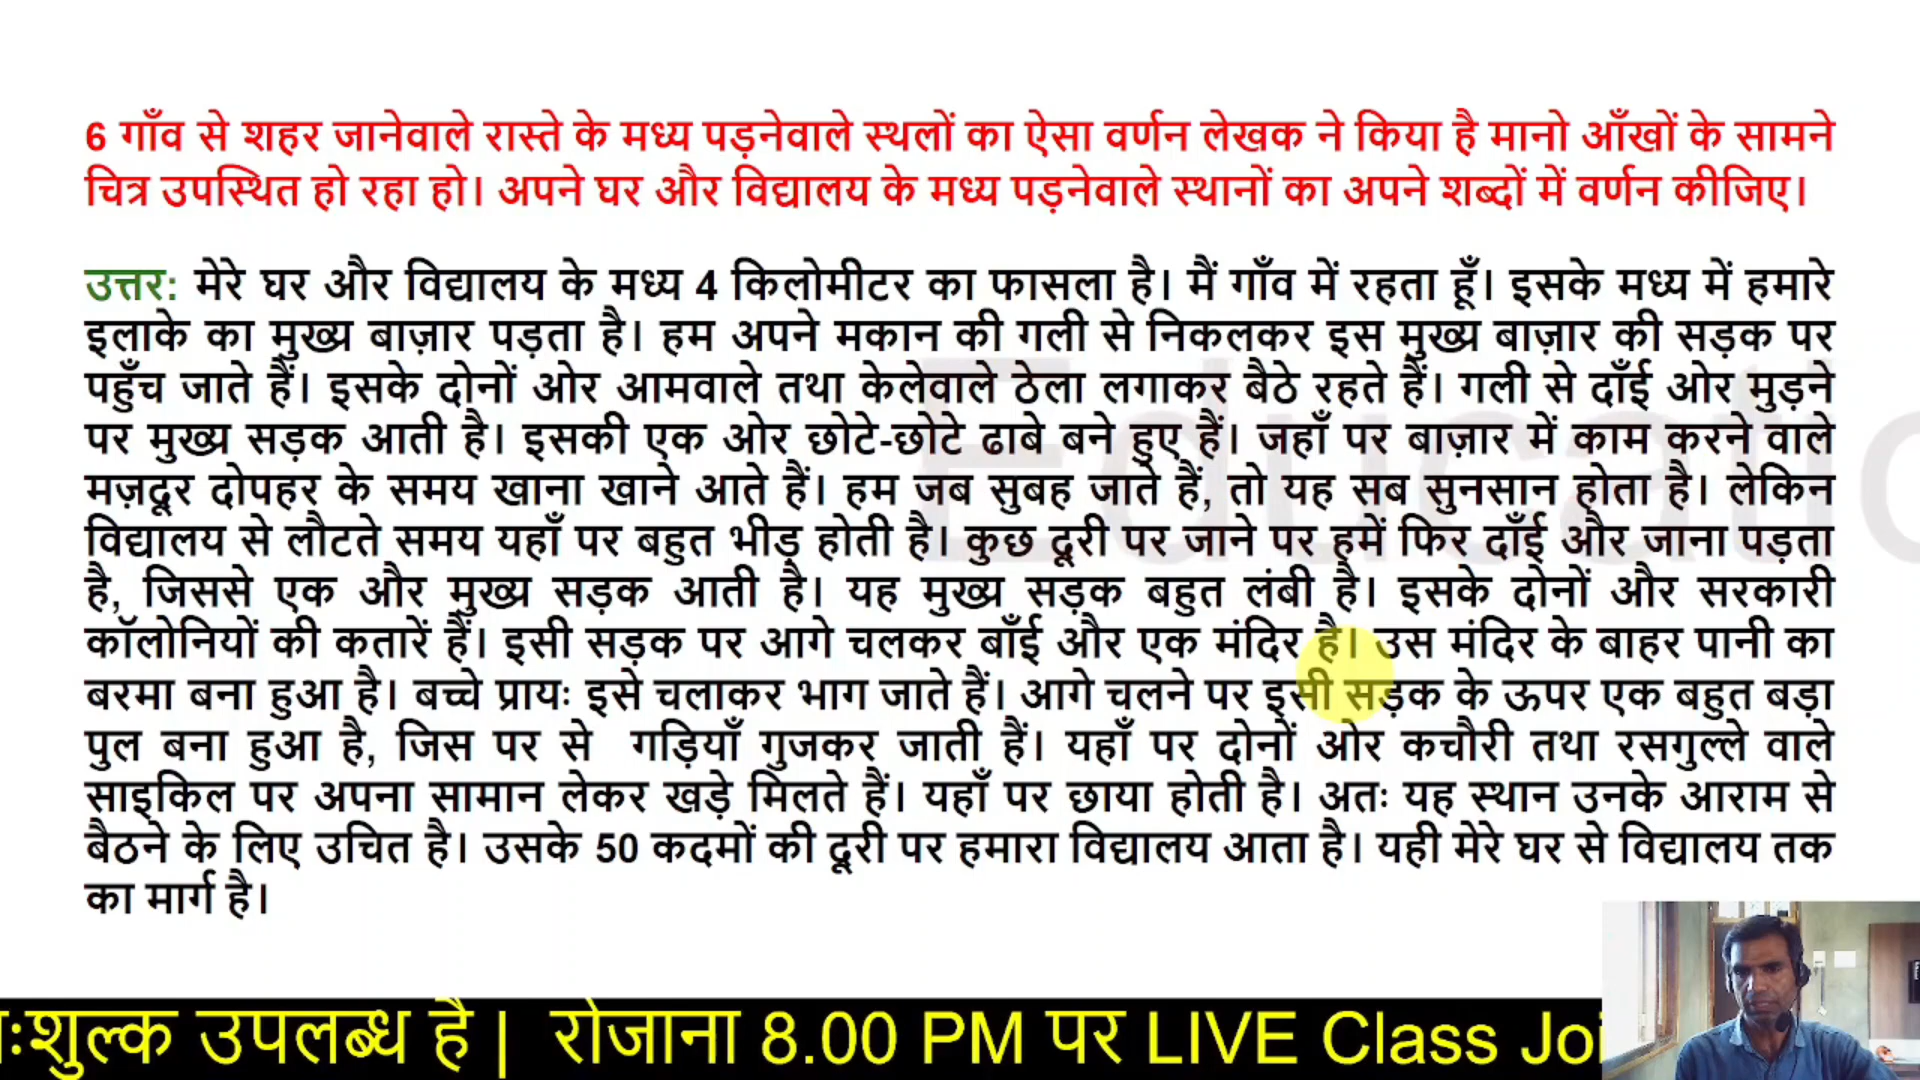 6 गाँव से शहर जानेवाले रास्ते के मध्य पड़नेवाले स्थलों का ऐसा वर्णन लेखक ने किया है मानो आँखों के सामने
चित्र उपस्थित हो रहा हो। अपने घर और विद्यालय के मध्य पड़नेवाले स्थानों का अपने शब्दों में वर्णन कीजिए।
उत्तर: मेरे घर और विद्यालय के मध्य 4 किलोमीटर का फासला है। मैं गाँव में रहता हूँ। इसके मध्य में हमारे
इलाके का मुख्य बाज़ार पड़ता है। हम अपने मकान की गली से निकलकर इस मुख्य बाज़ार की सड़क पर
पहुँच जाते हैं। इसके दोनों ओर आमवाले तथा केलेवाले ठेला लगाकर बैठे रहते हैं। गली से दाँई ओर मुड़ने
पर मुख्य सड़क आती है। इसकी एक ओर छोटे-छोटे ढाबे बने हुए हैं। जहाँ पर बाज़ार में काम करने वाले
मज़दूर दोपहर के समय खाना खाने आते हैं। हम जब सुबह जाते हैं, तो यह सब सुनसान होता है। लेकिन
विद्यालय से लौटते समय यहाँ पर बहुत भीड़ होती है। कुछ दूरी पर जाने पर हमें फिर दाँई और जाना पड़ता
है, जिससे एक और मुख्य सड़क आती है। यह मुख्य सड़क बहुत लंबी है। इसके दोनों और सरकारी
कॉलोनियों की कतारें हैं। इसी सड़क पर आगे चलकर बाँई और एक मंदिर है। उस मंदिर के बाहर पानी का
बरमा बना हुआ है। बच्चे प्रायः इसे चलाकर भाग जाते हैं। आगे चलने पर इसी सड़क के ऊपर एक बहुत बड़ा
पुल बना हुआ है, जिस पर से गड़ियाँ गुजकर जाती हैं। यहाँ पर दोनों ओर कचौरी तथा रसगुल्ले वाले
साइकिल पर अपना सामान लेकर खड़े मिलते हैं। यहाँ पर छाया होती है। अतः यह स्थान उनके आराम से
बैठने के लिए उचित है। उसके 50 कदमों की दूरी पर हमारा विद्यालय आता है। यही मेरे घर से विद्यालय तक
का मार्ग है।
ःशुल्क उपलब्ध है | रोजाना 8.00 PM पर LIVE Class Joi